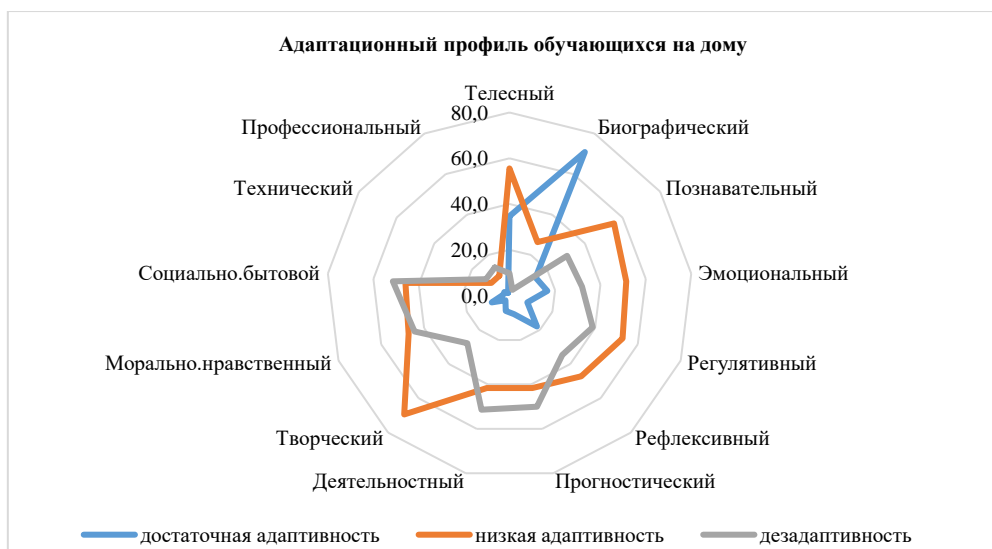 Адаптационный профиль обучающихся на дому
Телесный
Биографический
Познавательный
Эмоциональный
Регулятивный
Рефлексивный
Прогностический
Деятельностный
Творческий
Морально.нравственный
Социально.бытовой
Технический
Профессиональный
80,0
60,0
40,0
20,0
0,0
достаточная адаптивность
низкая адаптивность
дезадаптивность